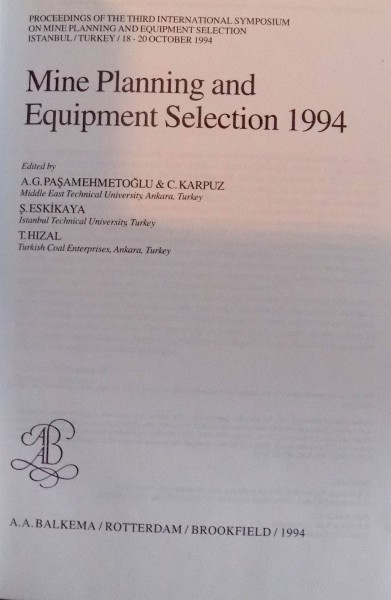 PROCEEDINGS OF THE THIRD INTERNATIONAL SYMPOSIUM
ON MINE PLANNING AND EQUIPMENT SELECTION
ISTANBUL / TURKEY / 18 - 20 OCTOBER 1994
Mine Planning and
Equipment Selection 1994
Edited by
A.G. PAŞAMEHMETOĞLU & C. KARPUZ
Middle East Technical University, Ankara, Turkey
Ş. ESKİKAYA
Istanbul Technical University, Turkey
T. HIZAL
Turkish Coal Enterprises, Ankara, Turkey
AAB
A.A. BALKEMA / ROTTERDAM / BROOKFIELD / 1994